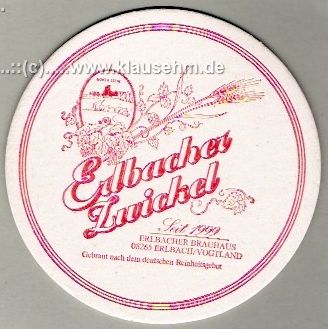 ..::(c)....www.klausehm.de
Erlbacher
Zwickel
Seit 1999
ERLBACHER BRAUHAUS
08265 ERLBACH/VOGTLAND
Gebraut nach dem deutschen Reinheitsgebot